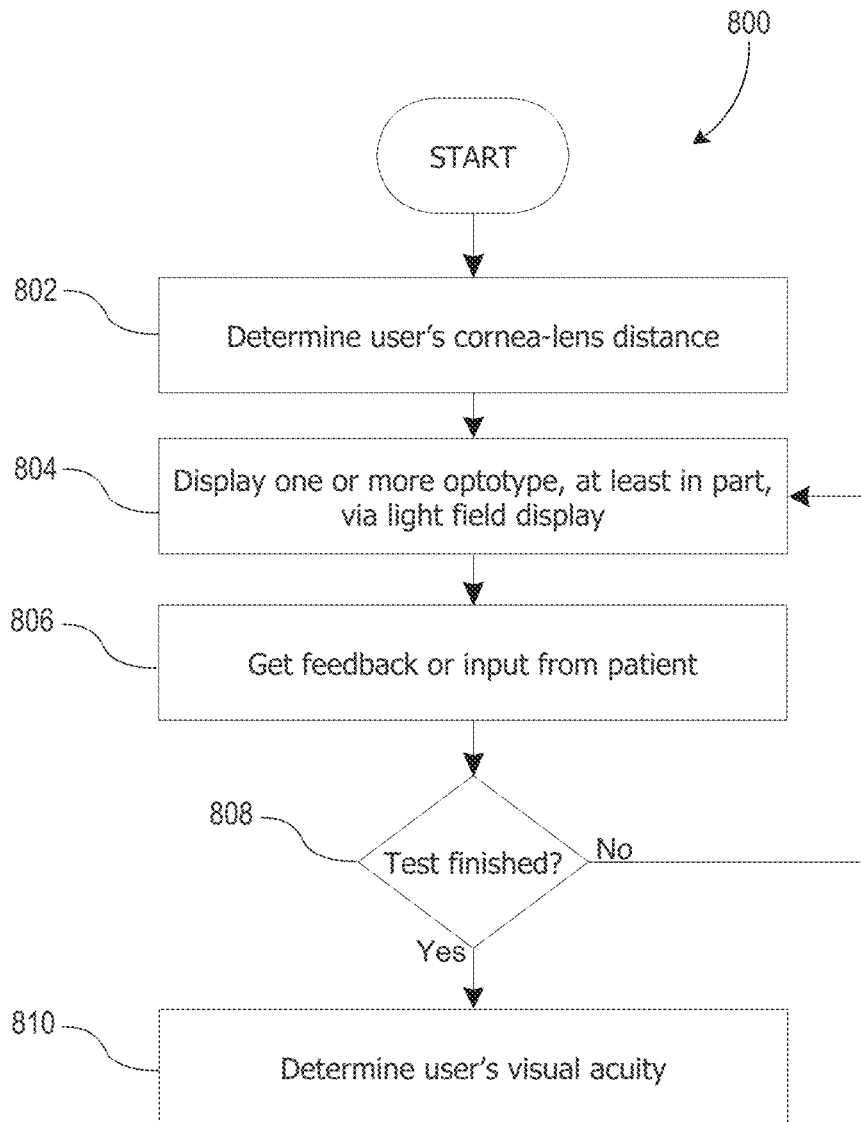 800
START
802
Determine user's cornea-lens distance
804
Display one or more optotype, at least in part,
via light field display
806
Get feedback or input from patient
808
Test finished?
No
Yes
810
Determine user's visual acuity